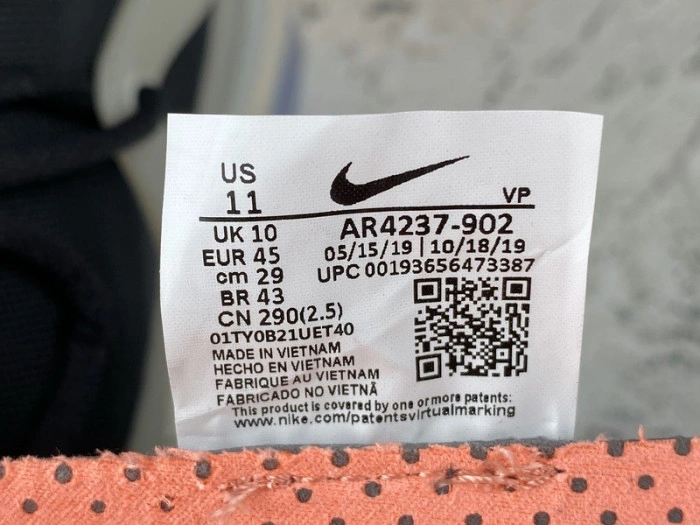 US
11
VP
UK 10
AR4237-902
EUR 45
05/15/19 | 10/18/19
cm 29
UPC 00193656473387
BR 43
CN 290(2.5)
01TY0B21UET40
MADE IN VIETNAM
HECHO EN VIETNAM
FABRIQUE AU VIETNAM
FABRICADO NO VIETNÃ
This product is covered by one or more patents:
www.nike.com/patentsvirtualmarking